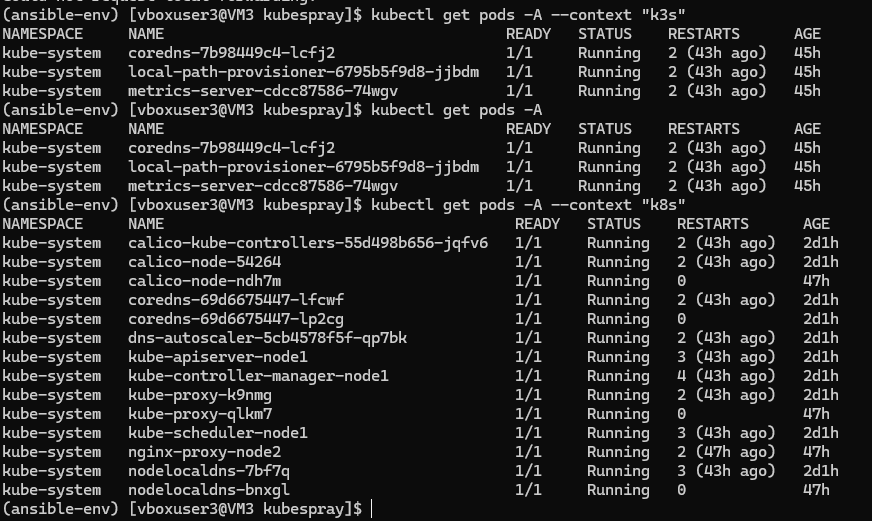 (ansible-env) [vboxuser3@VM3 kubespray]$ kubectl get pods -A --context "k3s"
NAMESPACE     NAME                                      READY   STATUS    RESTARTS      AGE
kube-system   coredns-7b98449c4-lcfj2                   1/1     Running   2 (43h ago)   45h
kube-system   local-path-provisioner-6795b5f9d8-jjbdm   1/1     Running   2 (43h ago)   45h
kube-system   metrics-server-cdcc87586-74wgv            1/1     Running   2 (43h ago)   45h
(ansible-env) [vboxuser3@VM3 kubespray]$ kubectl get pods -A
NAMESPACE     NAME                                      READY   STATUS    RESTARTS      AGE
kube-system   coredns-7b98449c4-lcfj2                   1/1     Running   2 (43h ago)   45h
kube-system   local-path-provisioner-6795b5f9d8-jjbdm   1/1     Running   2 (43h ago)   45h
kube-system   metrics-server-cdcc87586-74wgv            1/1     Running   2 (43h ago)   45h
(ansible-env) [vboxuser3@VM3 kubespray]$ kubectl get pods -A --context "k8s"
NAMESPACE     NAME                                       READY   STATUS    RESTARTS      AGE
kube-system   calico-kube-controllers-55d498b656-jqfv6   1/1     Running   2 (43h ago)   2d1h
kube-system   calico-node-54264                          1/1     Running   2 (43h ago)   2d1h
kube-system   calico-node-ndh7m                          1/1     Running   0             47h
kube-system   coredns-69d6675447-lfcwf                   1/1     Running   2 (43h ago)   2d1h
kube-system   coredns-69d6675447-lp2cg                   1/1     Running   0             2d1h
kube-system   dns-autoscaler-5cb4578f5f-qp7bk            1/1     Running   2 (43h ago)   2d1h
kube-system   kube-apiserver-node1                       1/1     Running   3 (43h ago)   2d1h
kube-system   kube-controller-manager-node1              1/1     Running   4 (43h ago)   2d1h
kube-system   kube-proxy-k9nmg                           1/1     Running   2 (43h ago)   2d1h
kube-system   kube-proxy-qlkm7                           1/1     Running   0             47h
kube-system   kube-scheduler-node1                       1/1     Running   3 (43h ago)   2d1h
kube-system   nginx-proxy-node2                          1/1     Running   2 (47h ago)   47h
kube-system   nodelocaldns-7bf7q                         1/1     Running   3 (43h ago)   2d1h
kube-system   nodelocaldns-bnxgl                         1/1     Running   0             47h
(ansible-env) [vboxuser3@VM3 kubespray]$